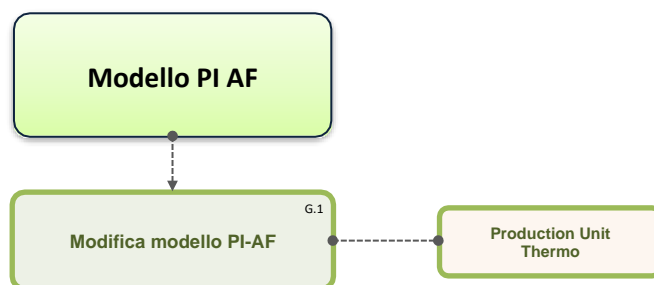 Modello PI AF
G.1
Modifica modello PI-AF
Production Unit
Thermo